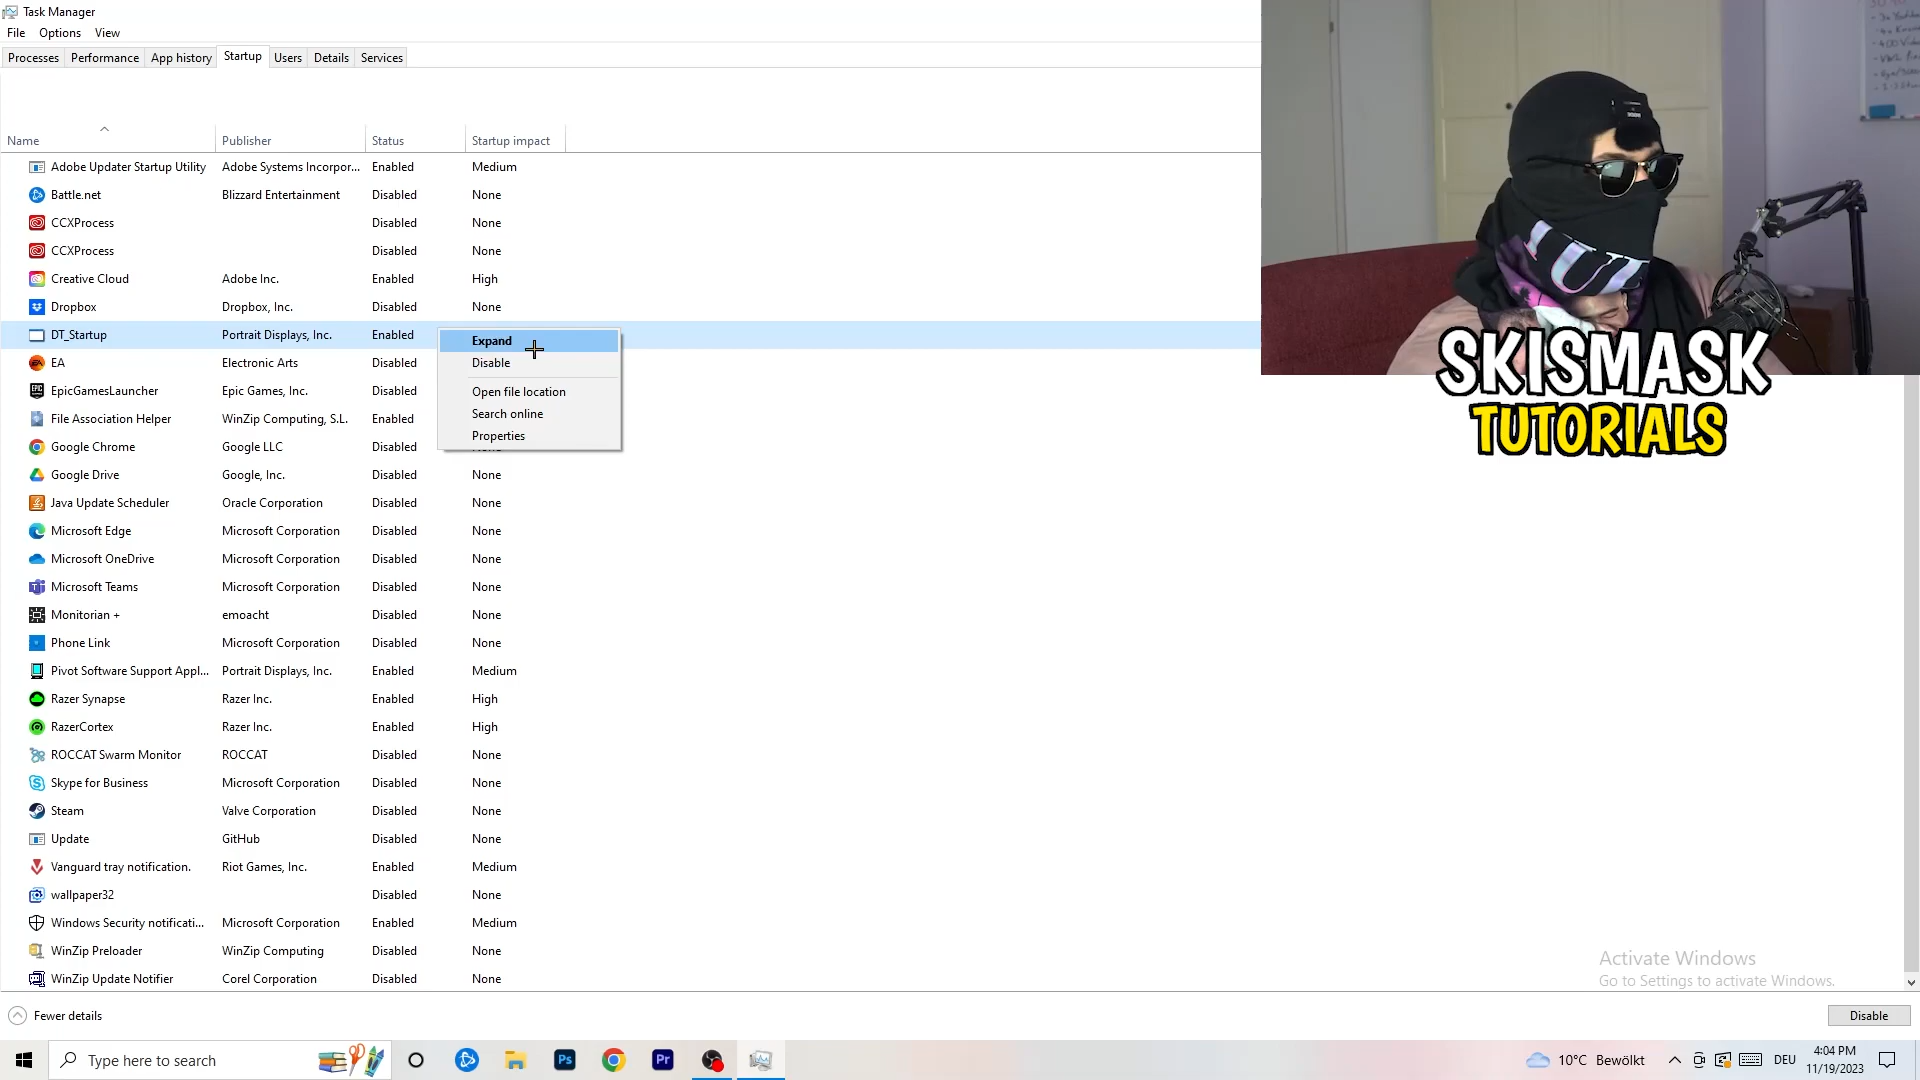 Task Manager
File Options View
Processes Performance App history Startup Users Details Services
Name Publisher Status Startup impact
Adobe Updater Startup Utility Adobe Systems Incorpor... Enabled Medium
Battle.net Blizzard Entertainment Disabled None
CCXProcess Disabled None
CCXProcess Disabled None
Creative Cloud Adobe Inc. Enabled High
Dropbox Dropbox, Inc. Disabled None
DT_Startup Portrait Displays, Inc. Enabled
Expand
EA Electronic Arts Disabled
Disable
EpicGamesLauncher Epic Games, Inc. Disabled
Open file location
File Association Helper WinZip Computing, S.L. Enabled
Search online
Properties
Google Chrome Google LLC Disabled
Google Drive Google, Inc. Disabled None
Java Update Scheduler Oracle Corporation Disabled None
Microsoft Edge Microsoft Corporation Disabled None
Microsoft OneDrive Microsoft Corporation Disabled None
Microsoft Teams Microsoft Corporation Disabled None
Monitorian + emoacht Disabled None
Phone Link Microsoft Corporation Disabled None
Pivot Software Support Appl... Portrait Displays, Inc. Enabled Medium
Razer Synapse Razer Inc. Enabled High
RazerCortex Razer Inc. Enabled High
ROCCAT Swarm Monitor ROCCAT Disabled None
Skype for Business Microsoft Corporation Disabled None
Steam Valve Corporation Disabled None
Update GitHub Disabled None
Vanguard tray notification. Riot Games, Inc. Enabled Medium
wallpaper32 Disabled None
Windows Security notificati... Microsoft Corporation Enabled Medium
WinZip Preloader WinZip Computing Disabled None
WinZip Update Notifier Corel Corporation Disabled None
SKISMASK
TUTORIALS
Activate Windows
Go to Settings to activate Windows.
Fewer details
Disable
Type here to search
Ps
Pr
10°C Bewölkt
DEU
4:04 PM
11/19/2023